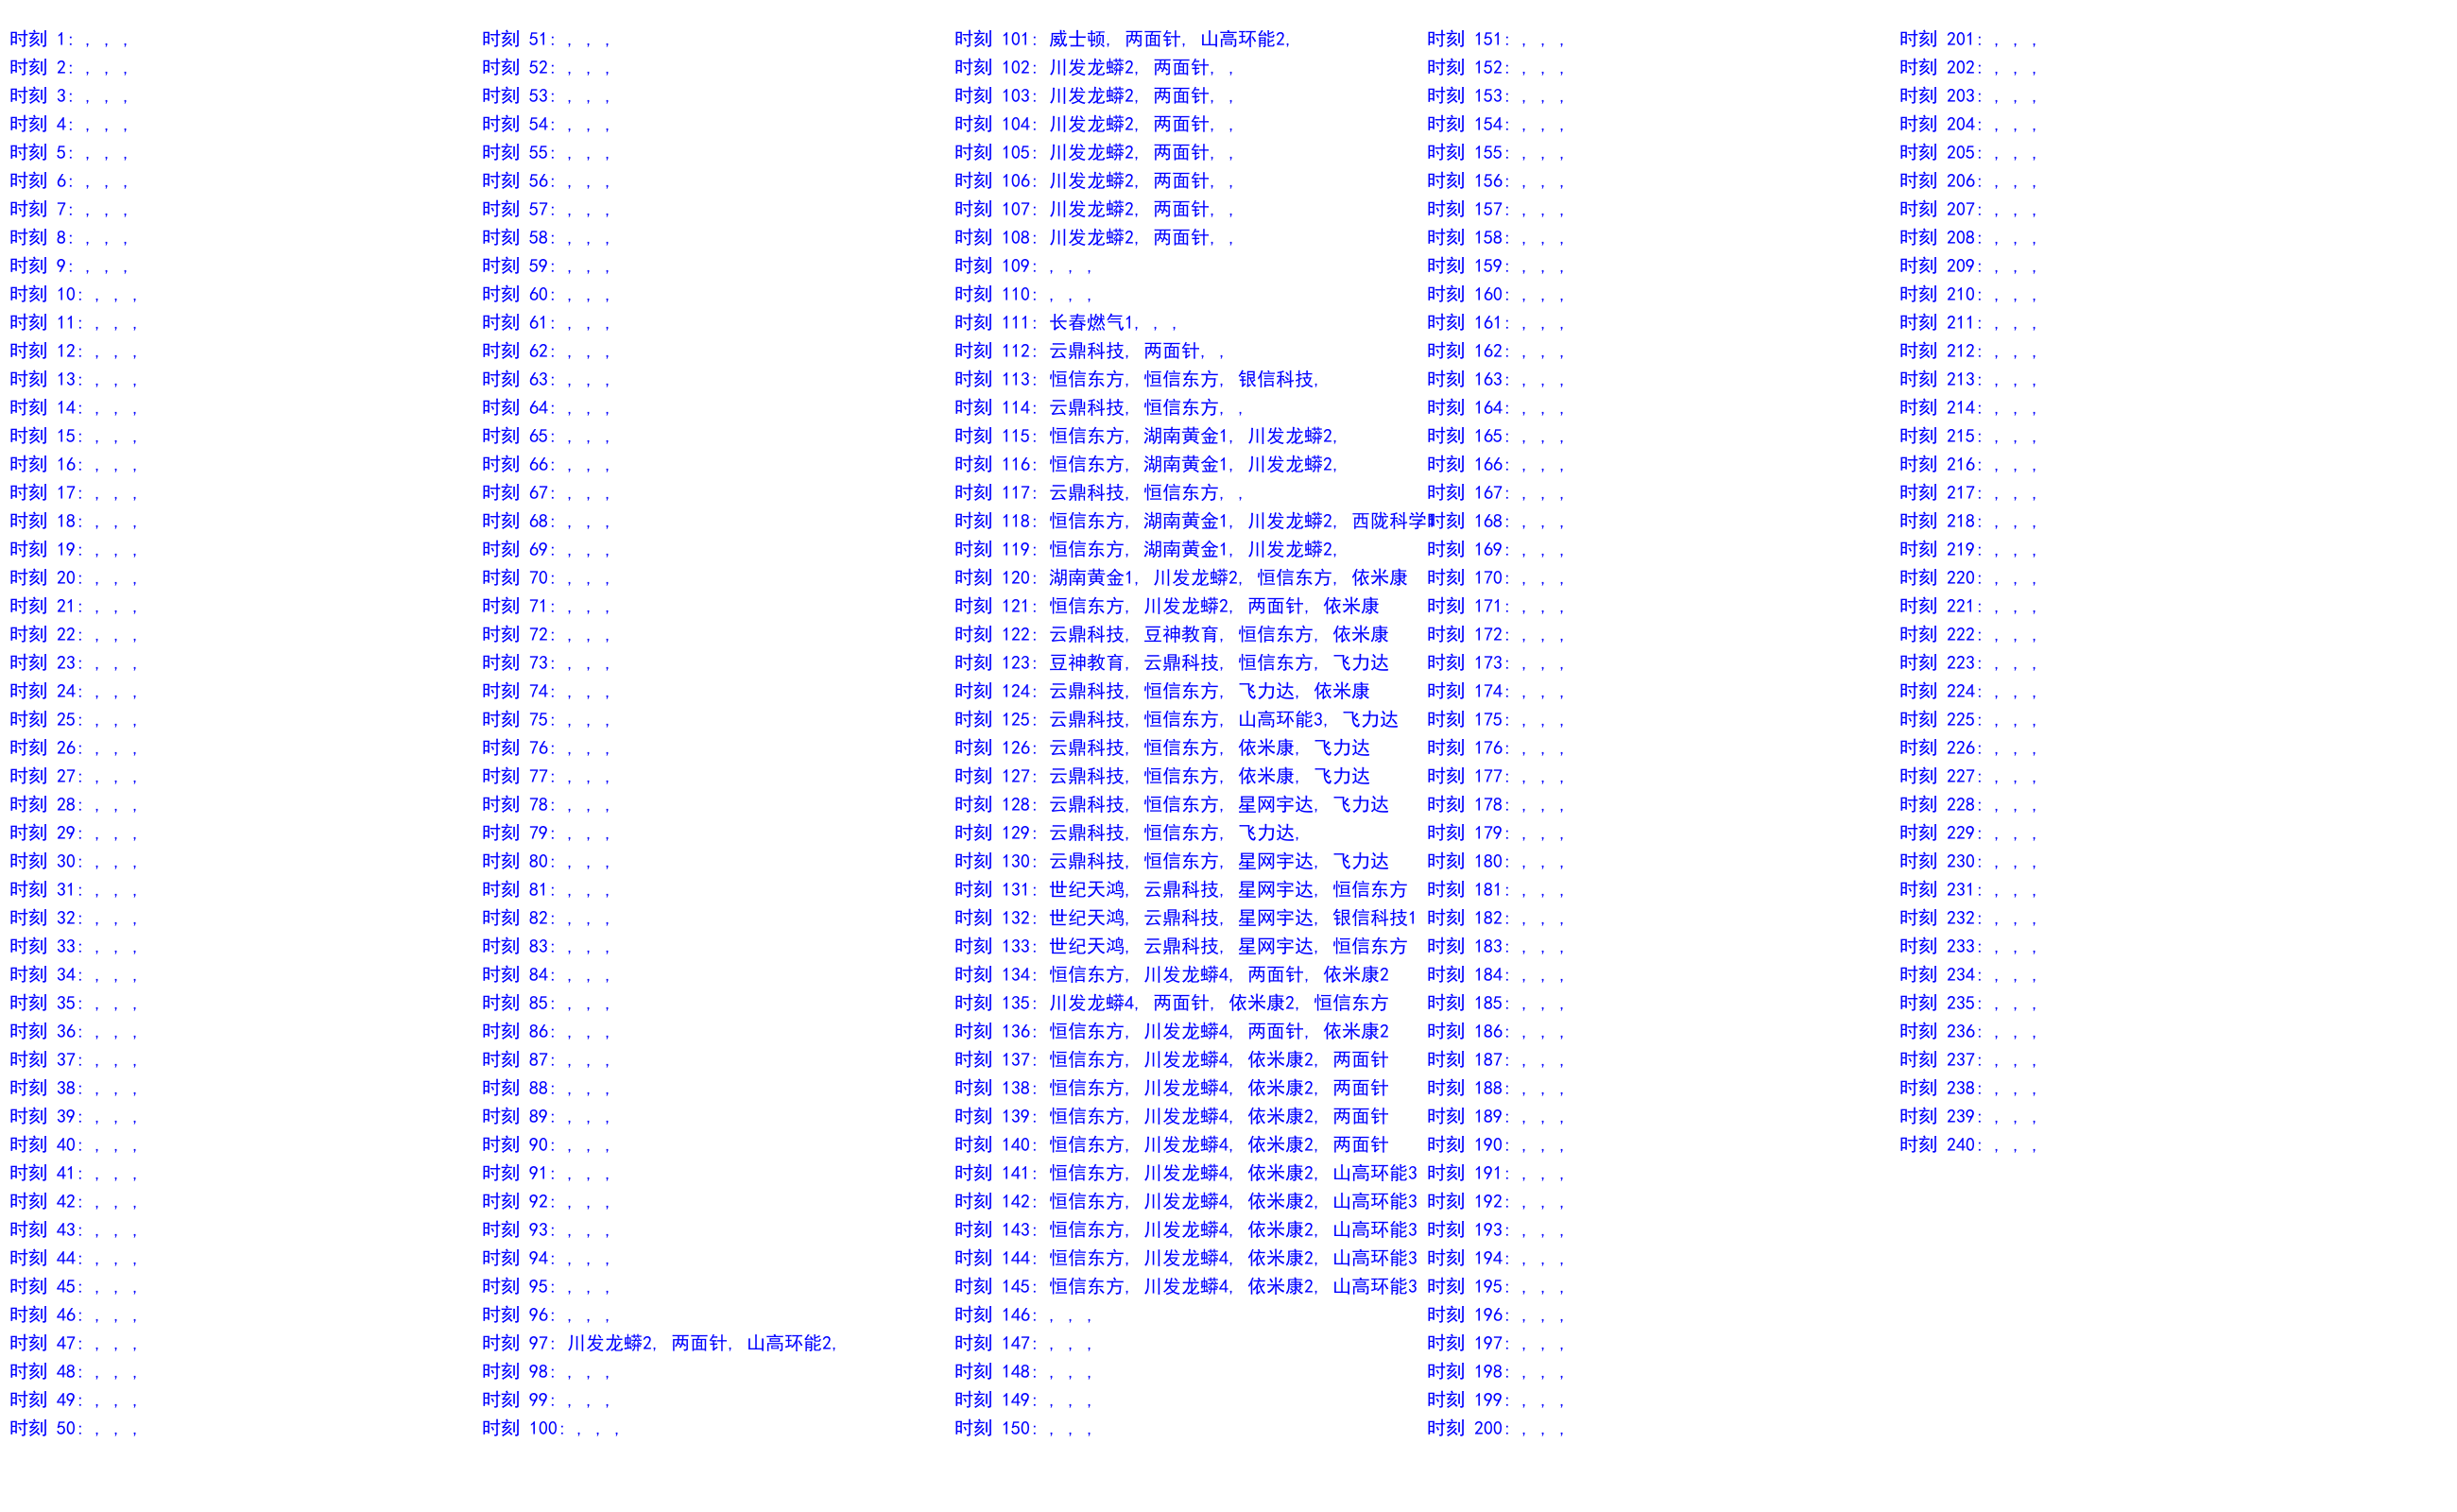 时刻 1: , , ,
时刻 2: , , ,
时刻 3: , , ,
时刻 4: , , ,
时刻 5: , , ,
时刻 6: , , ,
时刻 7: , , ,
时刻 8: , , ,
时刻 9: , , ,
时刻 10: , , ,
时刻 11: , , ,
时刻 12: , , ,
时刻 13: , , ,
时刻 14: , , ,
时刻 15: , , ,
时刻 16: , , ,
时刻 17: , , ,
时刻 18: , , ,
时刻 19: , , ,
时刻 20: , , ,
时刻 21: , , ,
时刻 22: , , ,
时刻 23: , , ,
时刻 24: , , ,
时刻 25: , , ,
时刻 26: , , ,
时刻 27: , , ,
时刻 28: , , ,
时刻 29: , , ,
时刻 30: , , ,
时刻 31: , , ,
时刻 32: , , ,
时刻 33: , , ,
时刻 34: , , ,
时刻 35: , , ,
时刻 36: , , ,
时刻 37: , , ,
时刻 38: , , ,
时刻 39: , , ,
时刻 40: , , ,
时刻 41: , , ,
时刻 42: , , ,
时刻 43: , , ,
时刻 44: , , ,
时刻 45: , , ,
时刻 46: , , ,
时刻 47: , , ,
时刻 48: , , ,
时刻 49: , , ,
时刻 50: , , ,
时刻 51: , , ,
时刻 52: , , ,
时刻 53: , , ,
时刻 54: , , ,
时刻 55: , , ,
时刻 56: , , ,
时刻 57: , , ,
时刻 58: , , ,
时刻 59: , , ,
时刻 60: , , ,
时刻 61: , , ,
时刻 62: , , ,
时刻 63: , , ,
时刻 64: , , ,
时刻 65: , , ,
时刻 66: , , ,
时刻 67: , , ,
时刻 68: , , ,
时刻 69: , , ,
时刻 70: , , ,
时刻 71: , , ,
时刻 72: , , ,
时刻 73: , , ,
时刻 74: , , ,
时刻 75: , , ,
时刻 76: , , ,
时刻 77: , , ,
时刻 78: , , ,
时刻 79: , , ,
时刻 80: , , ,
时刻 81: , , ,
时刻 82: , , ,
时刻 83: , , ,
时刻 84: , , ,
时刻 85: , , ,
时刻 86: , , ,
时刻 87: , , ,
时刻 88: , , ,
时刻 89: , , ,
时刻 90: , , ,
时刻 91: , , ,
时刻 92: , , ,
时刻 93: , , ,
时刻 94: , , ,
时刻 95: , , ,
时刻 96: , , ,
时刻 97: 川发龙蟒2, 两面针, 山高环能2,
时刻 98: , , ,
时刻 99: , , ,
时刻 100: , , ,
时刻 101: 威士顿, 两面针, 山高环能2,
时刻 102: 川发龙蟒2, 两面针, ,
时刻 103: 川发龙蟒2, 两面针, ,
时刻 104: 川发龙蟒2, 两面针, ,
时刻 105: 川发龙蟒2, 两面针, ,
时刻 106: 川发龙蟒2, 两面针, ,
时刻 107: 川发龙蟒2, 两面针, ,
时刻 108: 川发龙蟒2, 两面针, ,
时刻 109: , , ,
时刻 110: , , ,
时刻 111: 长春燃气1, , ,
时刻 112: 云鼎科技, 两面针, ,
时刻 113: 恒信东方, 恒信东方, 银信科技,
时刻 114: 云鼎科技, 恒信东方, ,
时刻 115: 恒信东方, 湖南黄金1, 川发龙蟒2,
时刻 116: 恒信东方, 湖南黄金1, 川发龙蟒2,
时刻 117: 云鼎科技, 恒信东方, ,
时刻 118: 恒信东方, 湖南黄金1, 川发龙蟒2, 西陇科学
时刻 119: 恒信东方, 湖南黄金1, 川发龙蟒2,
时刻 120: 湖南黄金1, 川发龙蟒2, 恒信东方, 依米康
时刻 121: 恒信东方, 川发龙蟒2, 两面针, 依米康
时刻 122: 云鼎科技, 豆神教育, 恒信东方, 依米康
时刻 123: 豆神教育, 云鼎科技, 恒信东方, 飞力达
时刻 124: 云鼎科技, 恒信东方, 飞力达, 依米康
时刻 125: 云鼎科技, 恒信东方, 山高环能3, 飞力达
时刻 126: 云鼎科技, 恒信东方, 依米康, 飞力达
时刻 127: 云鼎科技, 恒信东方, 依米康, 飞力达
时刻 128: 云鼎科技, 恒信东方, 星网宇达, 飞力达
时刻 129: 云鼎科技, 恒信东方, 飞力达,
时刻 130: 云鼎科技, 恒信东方, 星网宇达, 飞力达
时刻 131: 世纪天鸿, 云鼎科技, 星网宇达, 恒信东方
时刻 132: 世纪天鸿, 云鼎科技, 星网宇达, 银信科技1
时刻 133: 世纪天鸿, 云鼎科技, 星网宇达, 恒信东方
时刻 134: 恒信东方, 川发龙蟒4, 两面针, 依米康2
时刻 135: 川发龙蟒4, 两面针, 依米康2, 恒信东方
时刻 136: 恒信东方, 川发龙蟒4, 两面针, 依米康2
时刻 137: 恒信东方, 川发龙蟒4, 依米康2, 两面针
时刻 138: 恒信东方, 川发龙蟒4, 依米康2, 两面针
时刻 139: 恒信东方, 川发龙蟒4, 依米康2, 两面针
时刻 140: 恒信东方, 川发龙蟒4, 依米康2, 两面针
时刻 141: 恒信东方, 川发龙蟒4, 依米康2, 山高环能3
时刻 142: 恒信东方, 川发龙蟒4, 依米康2, 山高环能3
时刻 143: 恒信东方, 川发龙蟒4, 依米康2, 山高环能3
时刻 144: 恒信东方, 川发龙蟒4, 依米康2, 山高环能3
时刻 145: 恒信东方, 川发龙蟒4, 依米康2, 山高环能3
时刻 146: , , ,
时刻 147: , , ,
时刻 148: , , ,
时刻 149: , , ,
时刻 150: , , ,
时刻 151: , , ,
时刻 152: , , ,
时刻 153: , , ,
时刻 154: , , ,
时刻 155: , , ,
时刻 156: , , ,
时刻 157: , , ,
时刻 158: , , ,
时刻 159: , , ,
时刻 160: , , ,
时刻 161: , , ,
时刻 162: , , ,
时刻 163: , , ,
时刻 164: , , ,
时刻 165: , , ,
时刻 166: , , ,
时刻 167: , , ,
时刻 168: , , ,
时刻 169: , , ,
时刻 170: , , ,
时刻 171: , , ,
时刻 172: , , ,
时刻 173: , , ,
时刻 174: , , ,
时刻 175: , , ,
时刻 176: , , ,
时刻 177: , , ,
时刻 178: , , ,
时刻 179: , , ,
时刻 180: , , ,
时刻 181: , , ,
时刻 182: , , ,
时刻 183: , , ,
时刻 184: , , ,
时刻 185: , , ,
时刻 186: , , ,
时刻 187: , , ,
时刻 188: , , ,
时刻 189: , , ,
时刻 190: , , ,
时刻 191: , , ,
时刻 192: , , ,
时刻 193: , , ,
时刻 194: , , ,
时刻 195: , , ,
时刻 196: , , ,
时刻 197: , , ,
时刻 198: , , ,
时刻 199: , , ,
时刻 200: , , ,
时刻 201: , , ,
时刻 202: , , ,
时刻 203: , , ,
时刻 204: , , ,
时刻 205: , , ,
时刻 206: , , ,
时刻 207: , , ,
时刻 208: , , ,
时刻 209: , , ,
时刻 210: , , ,
时刻 211: , , ,
时刻 212: , , ,
时刻 213: , , ,
时刻 214: , , ,
时刻 215: , , ,
时刻 216: , , ,
时刻 217: , , ,
时刻 218: , , ,
时刻 219: , , ,
时刻 220: , , ,
时刻 221: , , ,
时刻 222: , , ,
时刻 223: , , ,
时刻 224: , , ,
时刻 225: , , ,
时刻 226: , , ,
时刻 227: , , ,
时刻 228: , , ,
时刻 229: , , ,
时刻 230: , , ,
时刻 231: , , ,
时刻 232: , , ,
时刻 233: , , ,
时刻 234: , , ,
时刻 235: , , ,
时刻 236: , , ,
时刻 237: , , ,
时刻 238: , , ,
时刻 239: , , ,
时刻 240: , , ,